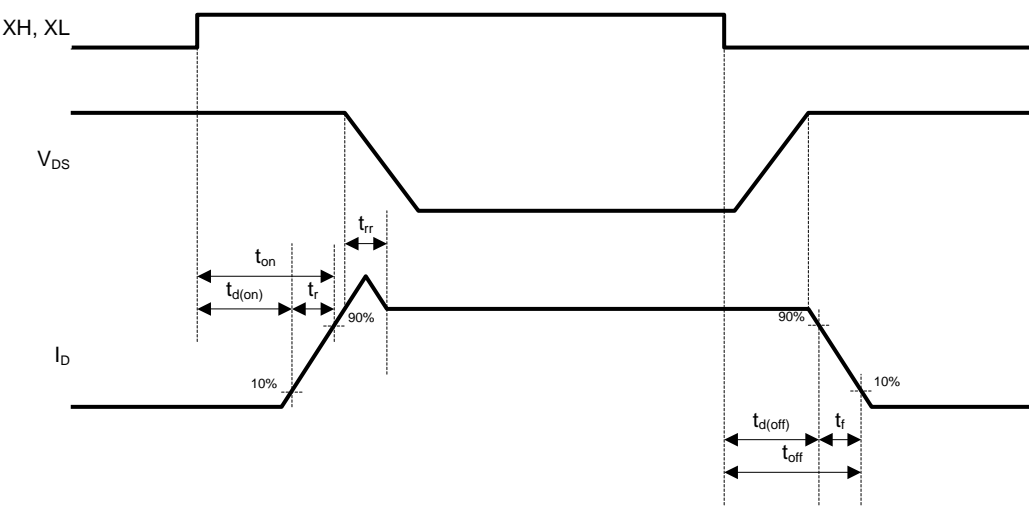 XH, XL
VDS
trr
ton
td(on) tr
90%
90%
ID
10%
10%
td(off) tf
toff